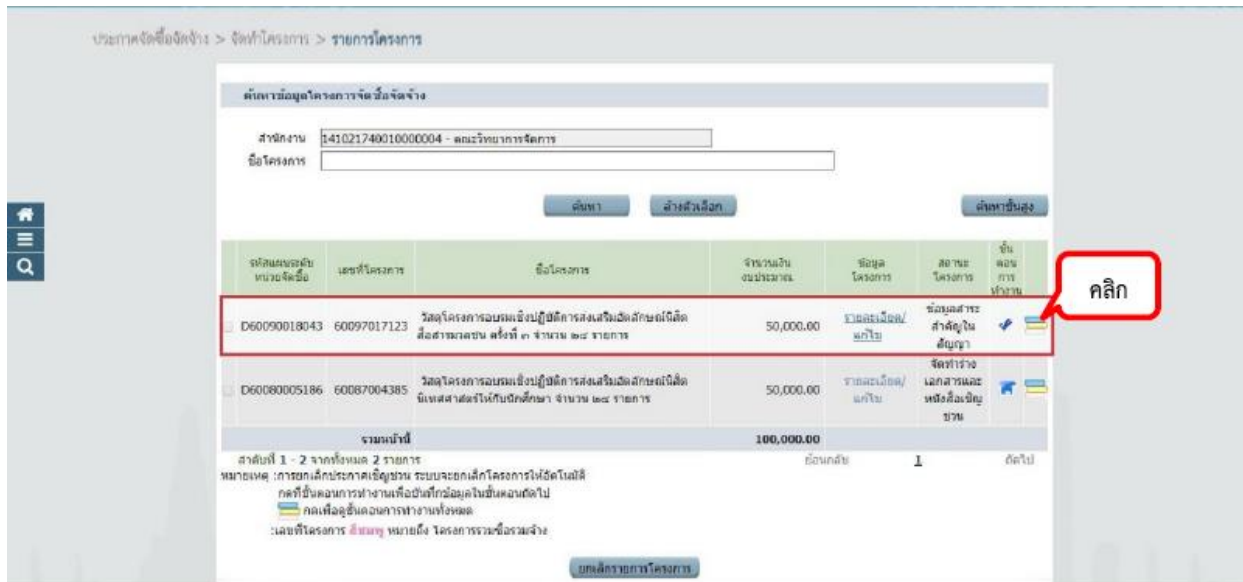 ประกาศจัดซื้อจัดจ้าง > จัดทำโครงการ > รายการโครงการ
ค้นหาข้อมูลโครงการจัดซื้อจัดจ้าง
สำนักงาน 141021740010000004 - คณะวิทยาการจัดการ
ชื่อโครงการ
ค้นหา ล้างตัวเลือก ค้นหาขั้นสูง
รหัสแผนระดับ
หน่วยจัดซื้อ
เลขที่โครงการ
ชื่อโครงการ
จำนวนเงิน
งบประมาณ
ข้อมูล
โครงการ
สถานะ
โครงการ
ขั้น
ตอน
การ
ทำงาน
คลิก
D60090018043 60097017123
วัสดุโครงการอบรมเชิงปฏิบัติการส่งเสริมอัตลักษณ์นิสิต
สื่อสารมวลชน ครั้งที่ ๓ จำนวน ๒๔ รายการ
50,000.00
รายละเอียด/
แก้ไข
ข้อมูลสาระ
สำคัญใน
สัญญา
D60080005186 60087004385
วัสดุโครงการอบรมเชิงปฏิบัติการส่งเสริมอัตลักษณ์นิสิต
นิเทศศาสตร์ให้กับนักศึกษา จำนวน ๒๔ รายการ
50,000.00
รายละเอียด/
แก้ไข
จัดทำร่าง
เอกสารและ
หนังสือเชิญ
ชวน
รวมหน้านี้ 100,000.00
ลำดับที่ 1 - 2 จากทั้งหมด 2 รายการ ย้อนกลับ 1 ถัดไป
หมายเหตุ :การยกเลิกประกาศเชิญชวน ระบบจะยกเลิกโครงการให้อัตโนมัติ
กดที่ขั้นตอนการทำงานเพื่อบันทึกข้อมูลในขั้นตอนถัดไป
กดเพื่อดูขั้นตอนการทำงานทั้งหมด
:เลขที่โครงการ สีชมพู หมายถึง โครงการรวมซื้อรวมจ้าง
ยกเลิกรายการโครงการ